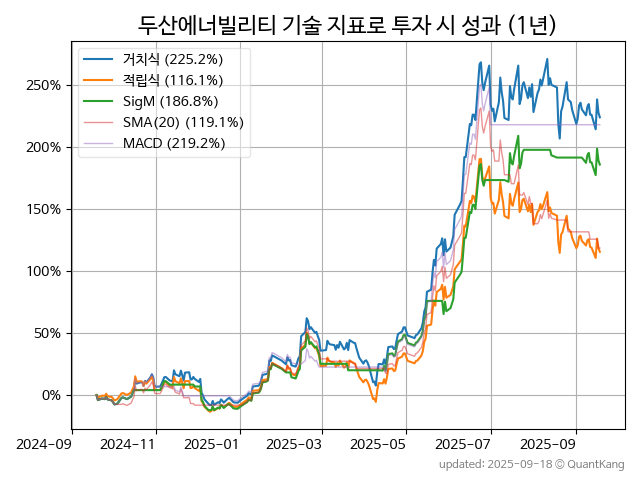 두산에너빌리티 기술 지표로 투자 시 성과 (1년)
거치식 (225.2%)
적립식 (116.1%)
SigM (186.8%)
SMA(20) (119.1%)
MACD (219.2%)
250%
200%
150%
100%
50%
0%
2024-09 2024-11 2025-01 2025-03 2025-05 2025-07 2025-09
updated: 2025-09-18 © QuantKang